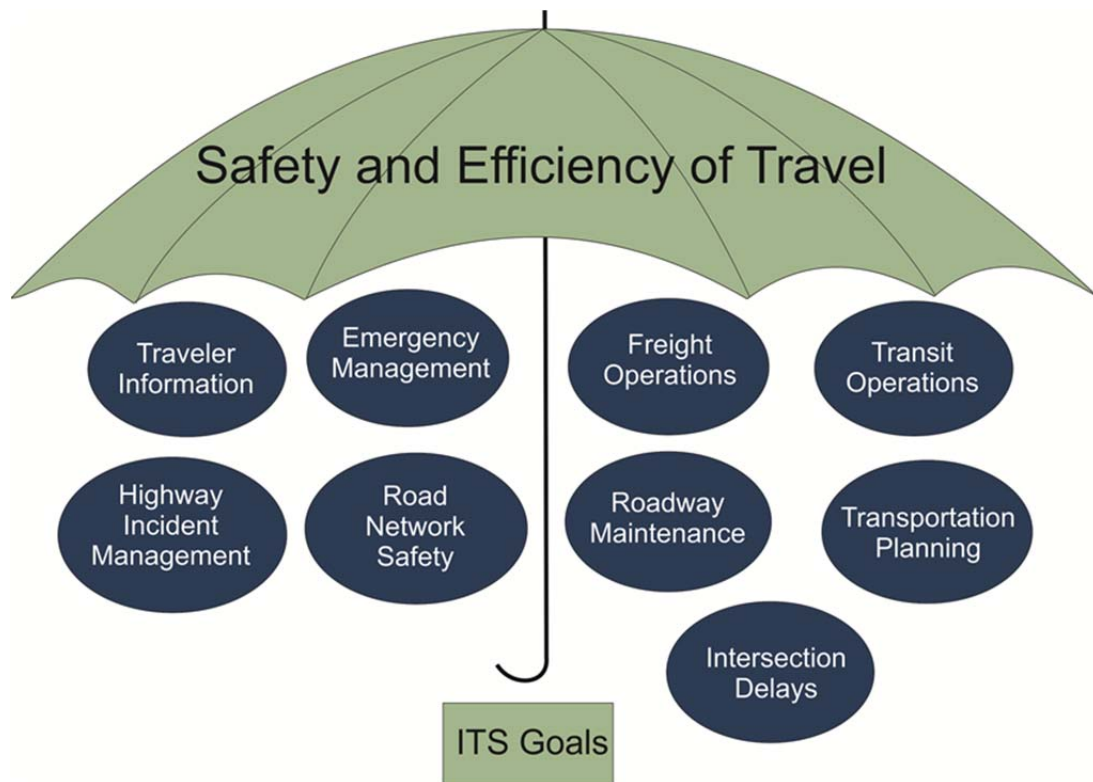 Safety and Efficiency of Travel
Traveler
Information
Emergency
Management
Freight
Operations
Transit
Operations
Highway
Incident
Management
Road
Network
Safety
Roadway
Maintenance
Transportation
Planning
Intersection
Delays
ITS Goals